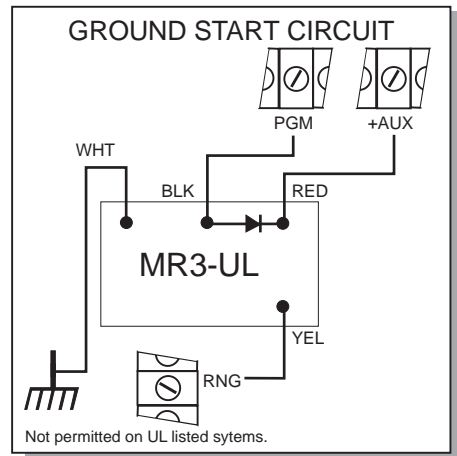 GROUND START CIRCUIT
PGM
+AUX
WHT
BLK
RED
MR3-UL
YEL
RNG
Not permitted on UL listed sytems.